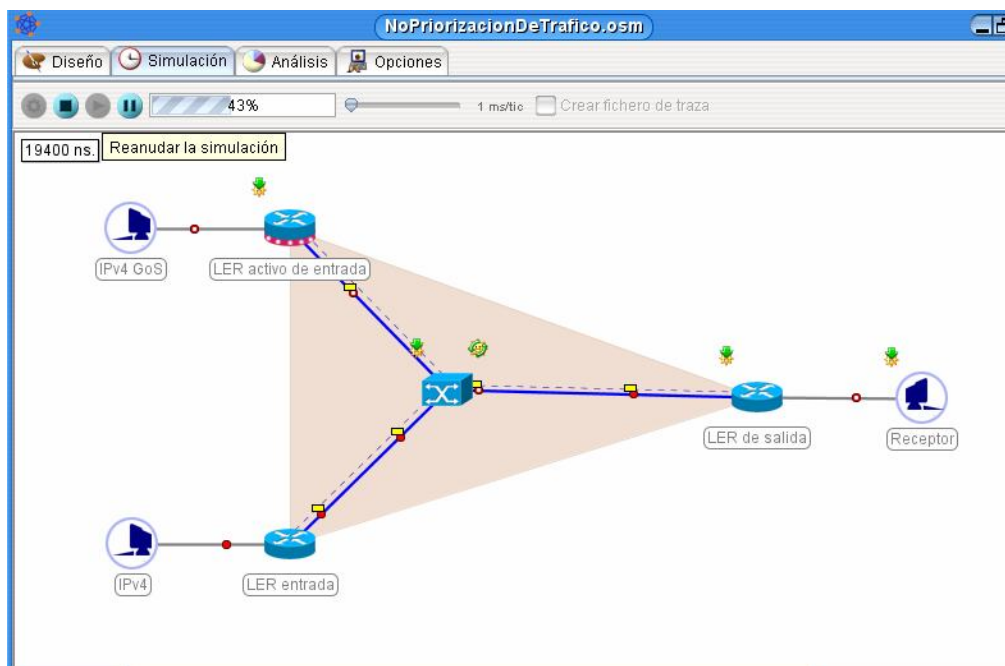 NoPriorizacionDeTrafico.osm
Diseño
Simulación
Análisis
Opciones
43%
1 ms/tic
Crear fichero de traza
19400 ns.
Reanudar la simulación
IPv4 GoS
LER activo de entrada
LER de salida
Receptor
IPv4
LER entrada